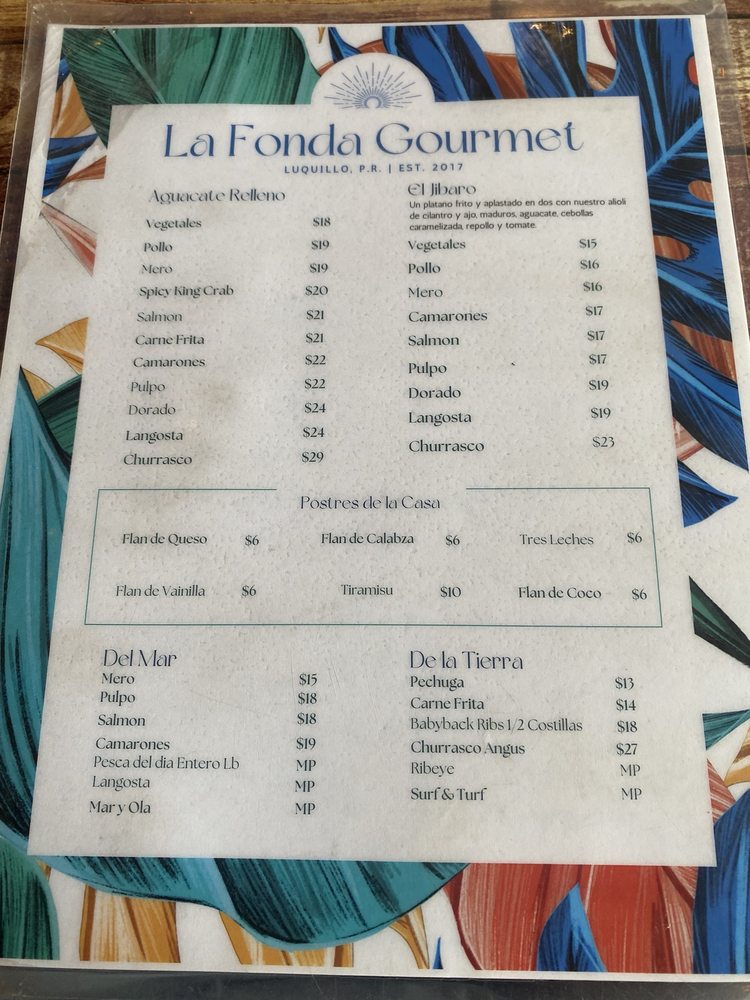 La Fonda Gourmet
LUQUILLO, P.R. | EST. 2017
Aguacate Relleno
Vegetales $18
Pollo $19
Mero $19
Spicy King Crab $20
Salmon $21
Carne Frita $21
Camarones $22
Pulpo $22
Dorado $24
Langosta $24
Churrasco $29
El Jibaro
Un platano frito y aplastado en dos con nuestro alioli
de cilantro y ajo, maduros, aguacate, cebollas
caramelizada, repollo y tomate.
Vegetales $15
Pollo $16
Mero $16
Camarones $17
Salmon $17
Pulpo $17
Dorado $19
Langosta $19
Churrasco $23
Postres de la Casa
Flan de Queso $6 Flan de Calabza $6 Tres Leches $6
Flan de Vainilla $6 Tiramisu $10 Flan de Coco $6
Del Mar
Mero $15
Pulpo $18
Salmon $18
Camarones $19
Pesca del dia Entero Lb MP
Langosta MP
Mar y Ola MP
De la Tierra
Pechuga $13
Carne Frita $14
Babyback Ribs 1/2 Costillas $18
Churrasco Angus $27
Ribeye MP
Surf & Turf MP